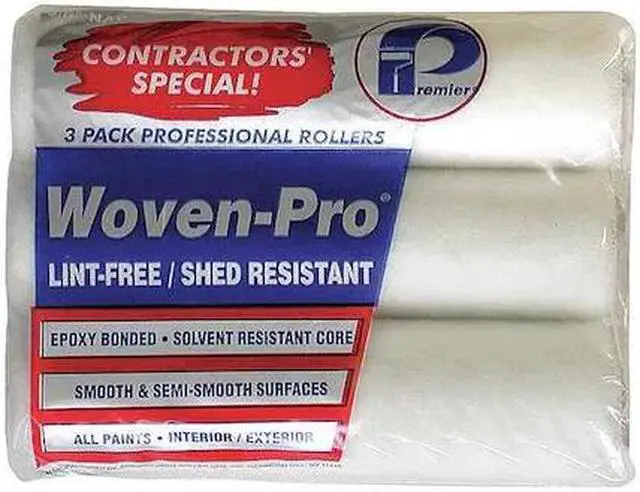 CONTRACTORS'
SPECIAL!
Premier
3 PACK PROFESSIONAL ROLLERS
Woven-Pro®
LINT-FREE / SHED RESISTANT
EPOXY BONDED • SOLVENT RESISTANT CORE
SMOOTH & SEMI-SMOOTH SURFACES
ALL PAINTS • INTERIOR / EXTERIOR